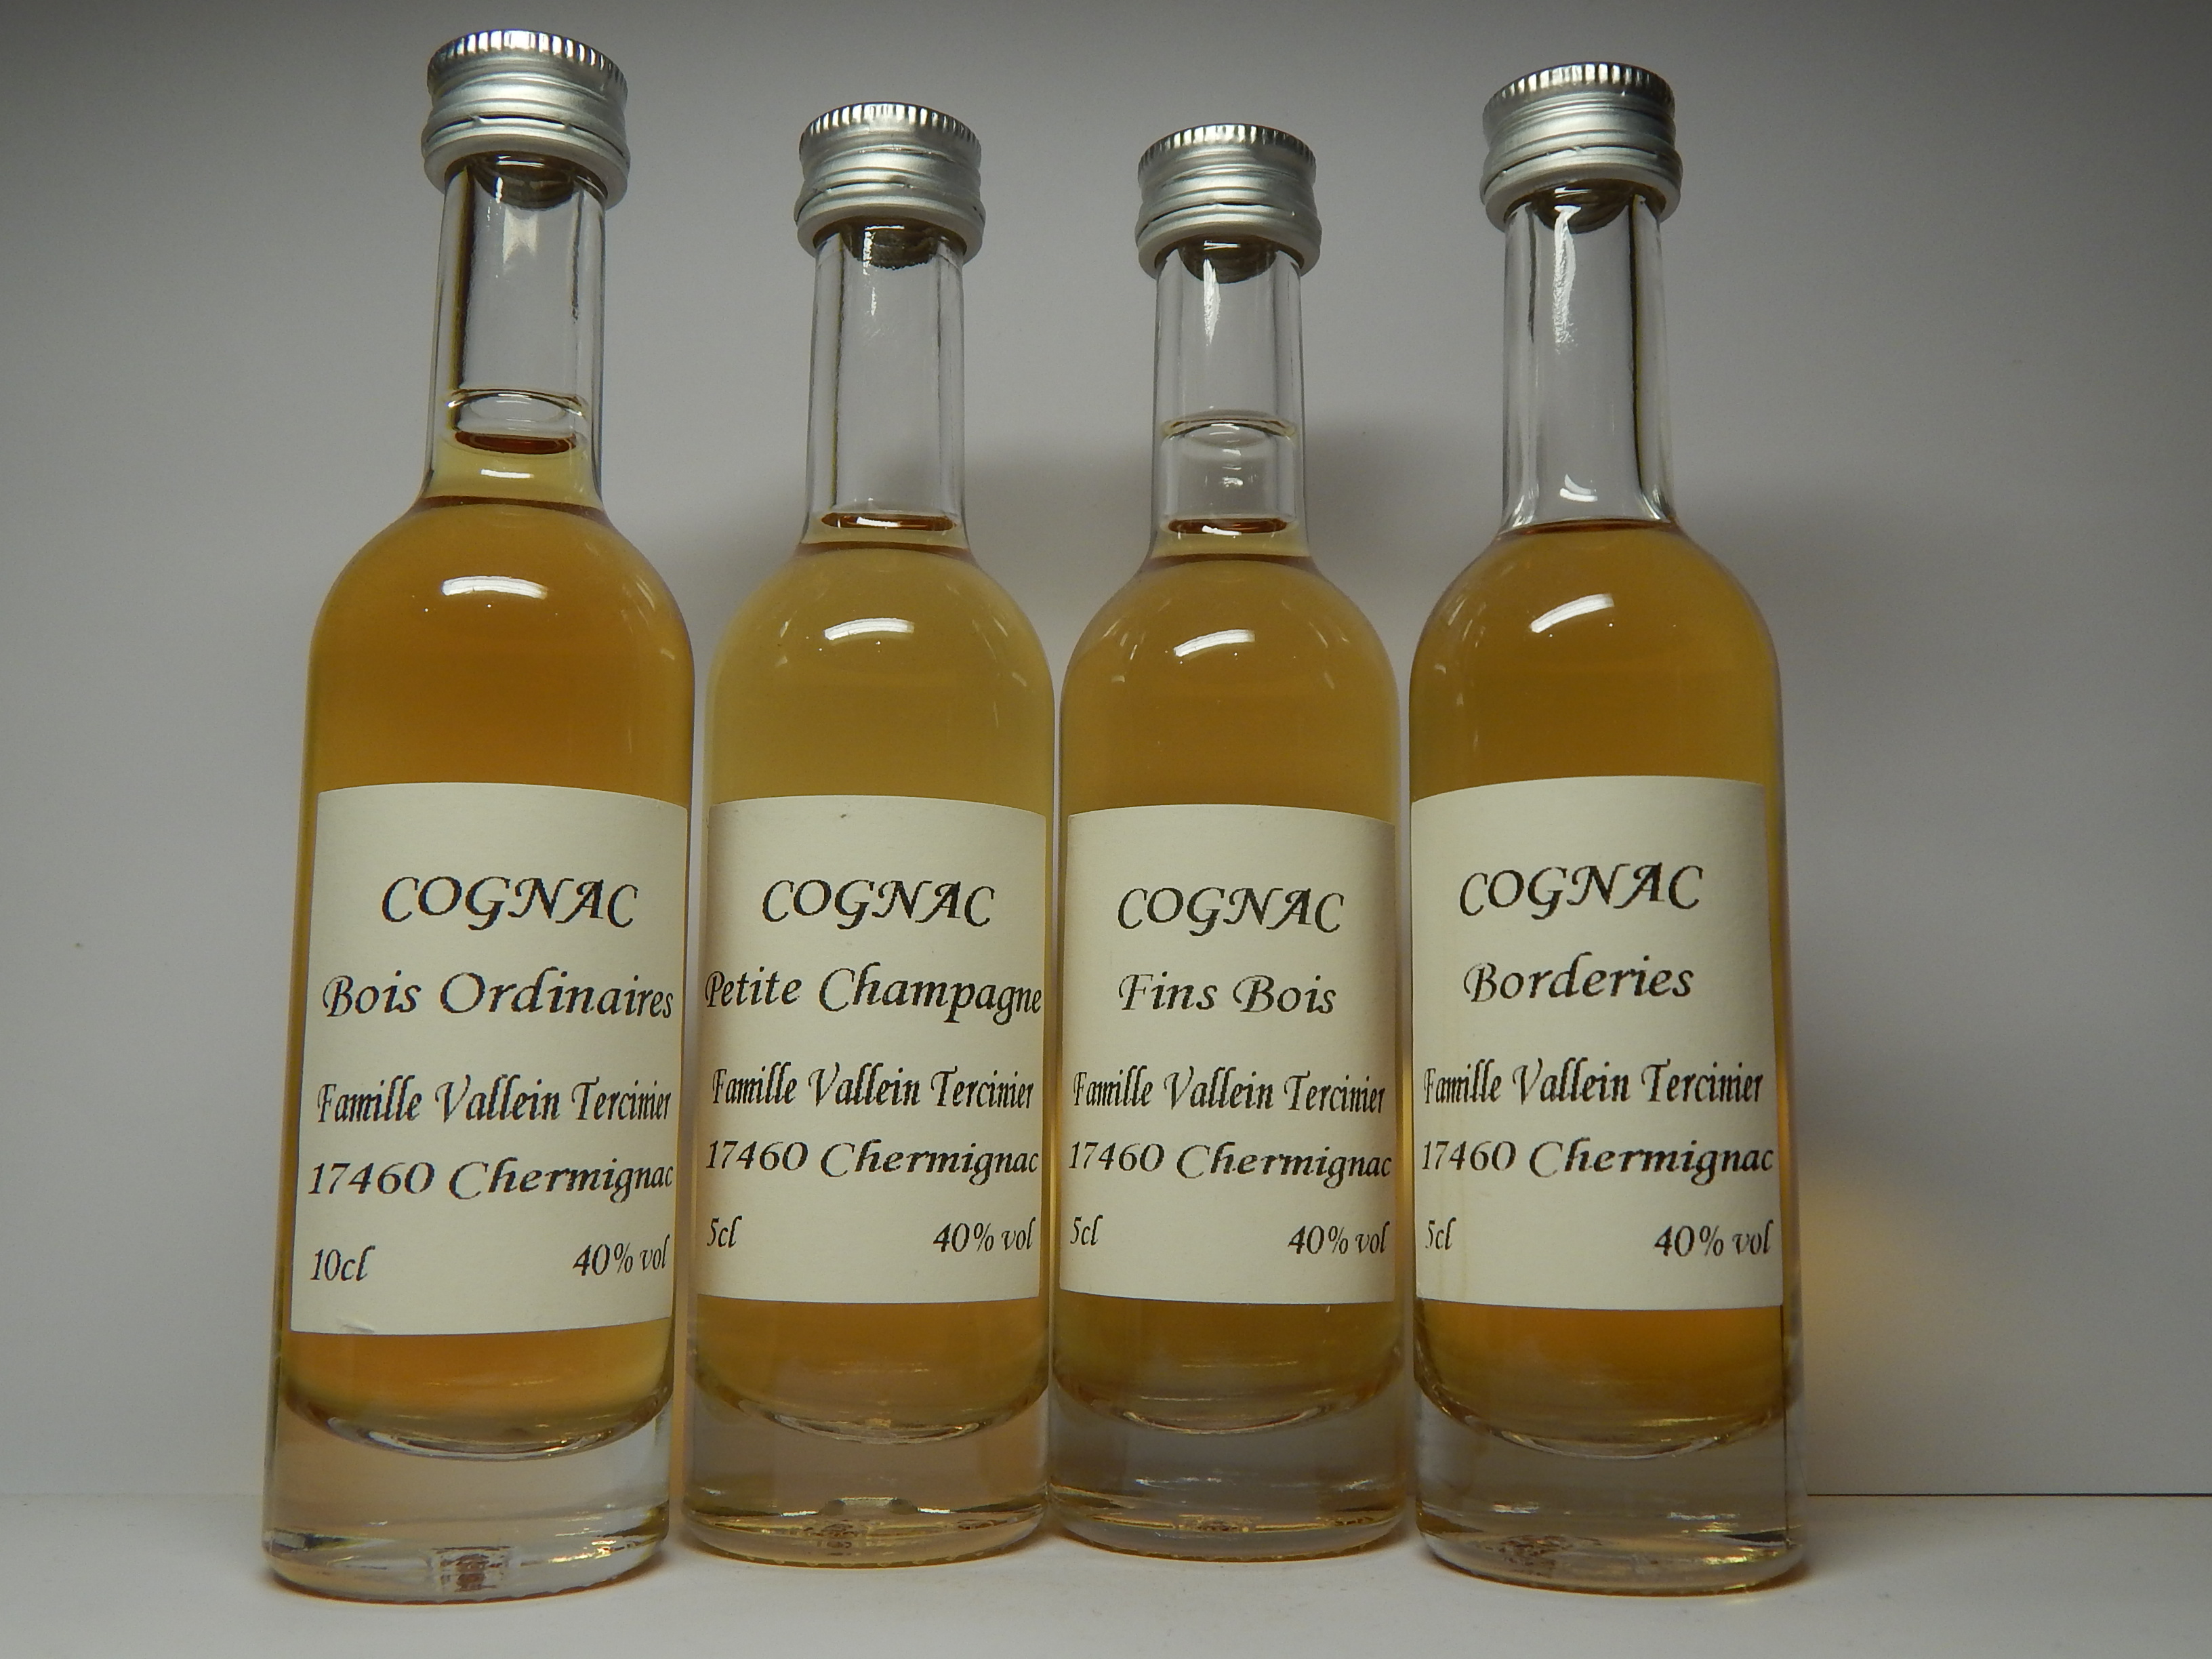 COGNAC
Bois Ordinaires
Famille Vallein Tercinier
17460 Chermignac
10cl 40% vol
COGNAC
Petite Champagne
Famille Vallein Tercinier
17460 Chermignac
5cl 40% vol
COGNAC
Fins Bois
Famille Vallein Tercinier
17460 Chermignac
5cl 40% vol
COGNAC
Borderies
Famille Vallein Tercinier
17460 Chermignac
5cl 40% vol